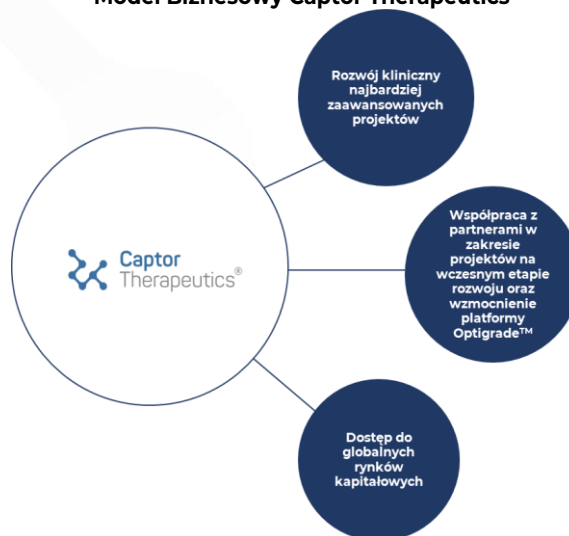 Model Biznesowy Captor Therapeutics
Rozwój kliniczny
najbardziej
zaawansowanych
projektów
Captor
Therapeutics®
Współpraca z
partnerami w
zakresie
projektów na
wczesnym etapie
rozwoju oraz
wzmocnienie
platformy
Optigrade™
Dostęp do
globalnych
rynków
kapitałowych